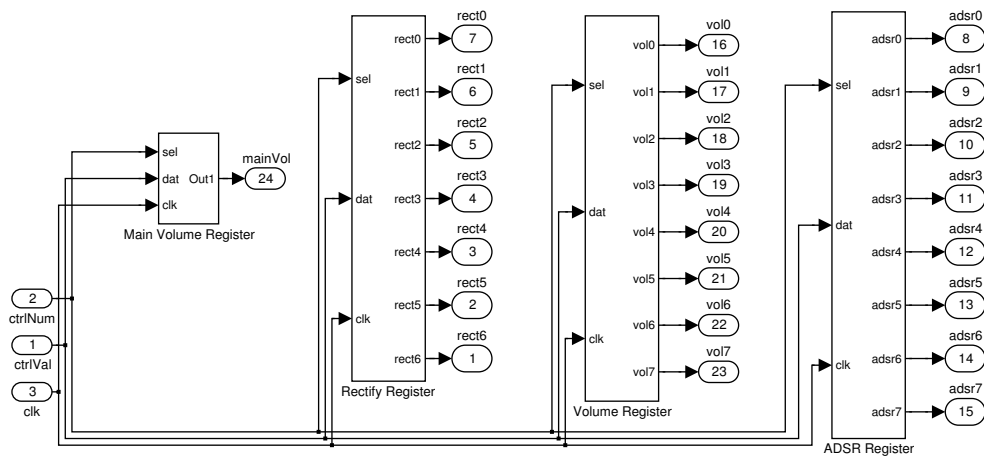 ctrlNum
2
ctrlVal
1
clk
3
sel
dat
clk
Out1
Main Volume Register
mainVol
24
sel
dat
clk
rect0
rect1
rect2
rect3
rect4
rect5
rect6
Rectify Register
rect0
7
rect1
6
rect2
5
rect3
4
rect4
3
rect5
2
rect6
1
sel
dat
clk
vol0
vol1
vol2
vol3
vol4
vol5
vol6
vol7
Volume Register
vol0
16
vol1
17
vol2
18
vol3
19
vol4
20
vol5
21
vol6
22
vol7
23
sel
dat
clk
adsr0
adsr1
adsr2
adsr3
adsr4
adsr5
adsr6
adsr7
ADSR Register
adsr0
8
adsr1
9
adsr2
10
adsr3
11
adsr4
12
adsr5
13
adsr6
14
adsr7
15